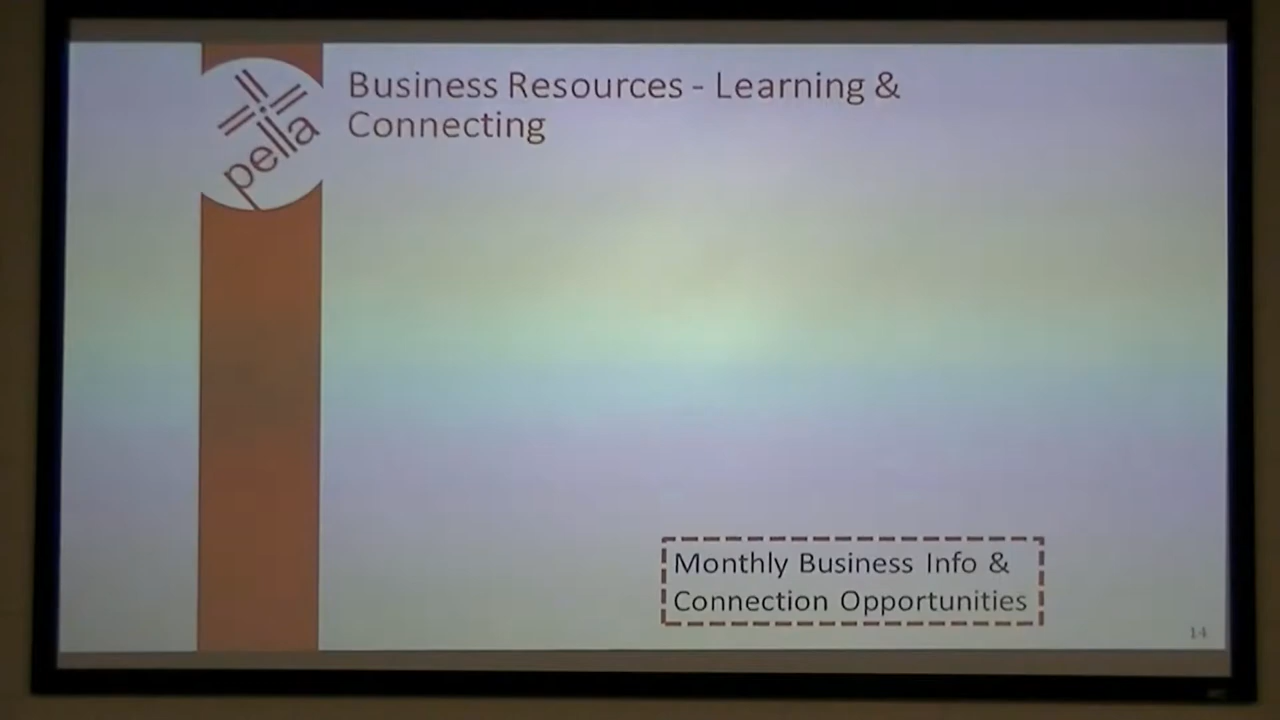 pella
Business Resources - Learning &
Connecting
Monthly Business Info &
Connection Opportunities
14